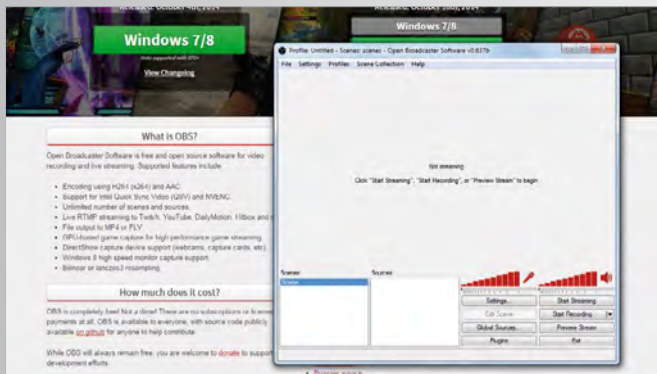 Released: October 4th, 2014
Windows 7/8
View Changelog
Windows 7/8
What is OBS?
Open Broadcaster Software is free and open source software for video
recording and live streaming. Supported features include:
Encoding using H264 (x264) and AAC.
Support for Intel Quick Sync Video (QSV) and NVENC.
Unlimited number of scenes and sources.
Live RTMP streaming to Twitch, YouTube, DailyMotion, Hitbox and
File output to MP4 or FLV.
GPU-based game capture for high performance game streaming.
DirectShow capture device support (webcams, capture cards, etc).
Windows 8 high speed monitor capture support.
Bilinear or lanczos3 resampling.
How much does it cost?
OBS is completely free! Not a dime! There are no subscriptions or
payments at all. OBS is available to everyone, with source code publicly
available on github for anyone to help contribute.
While OBS will always remain free, you are welcome to donate to support
development efforts.
Profile: Untitled - Scenes: scenes - Open Broadcaster Software v0.637b
File Settings Profiles Scene Collection Help
Not streaming
Click "Start Streaming", "Start Recording", or "Preview Stream" to begin
Scenes:
Sources:
Scene
Settings...
Start Streaming
Edit Scene
Start Recording
Global Sources...
Preview Stream
Plugins
Exit